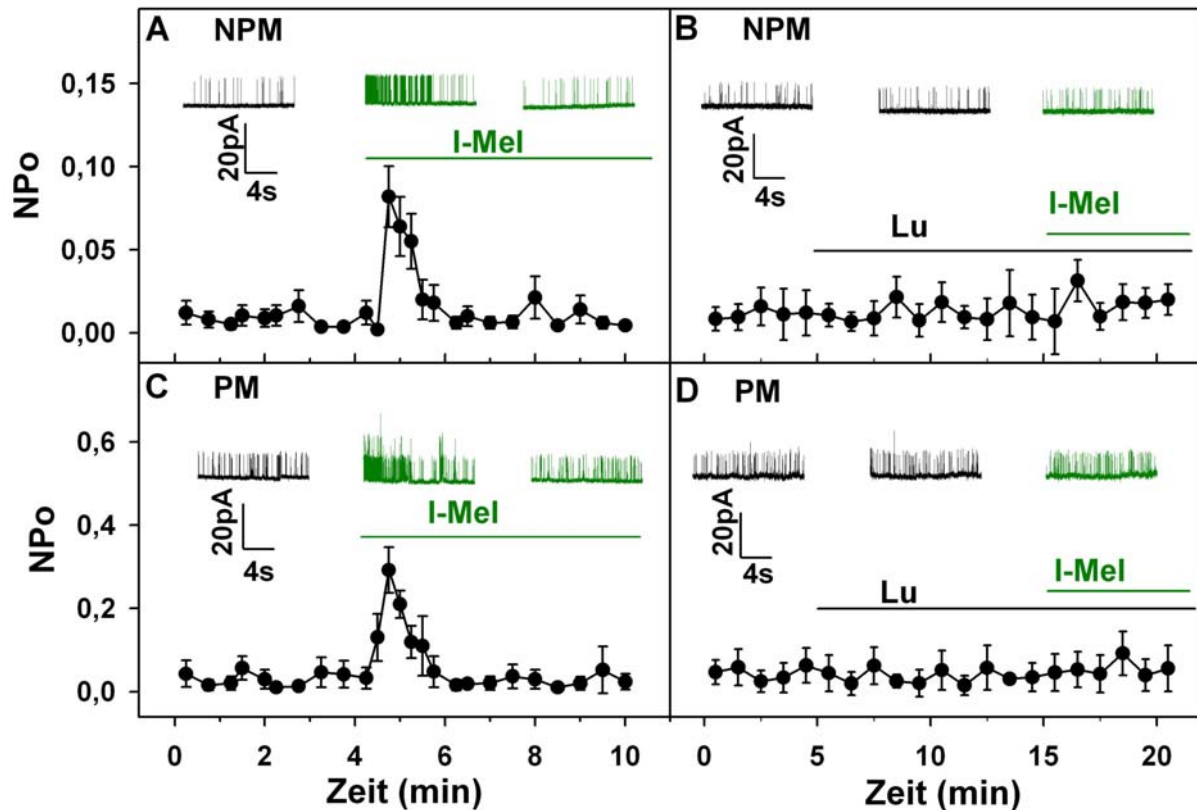 A NPM
B NPM
0,15
0,10
0,05
0,00
NPo
20pA
4s
I-Mel
20pA
4s
I-Mel
Lu
C PM
D PM
0,6
0,4
0,2
0,0
NPo
20pA
4s
I-Mel
20pA
4s
I-Mel
Lu
0 2 4 6 8 10
0 5 10 15 20
Zeit (min)
Zeit (min)